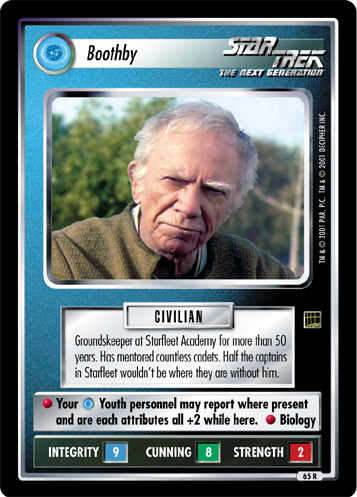 Boothby
STAR TREK
THE NEXT GENERATION
TM & © 2001 PAR. PIC. TM & © 2001 DECIPHER INC.
CIVILIAN
Groundskeeper at Starfleet Academy for more than 50
years. Has mentored countless cadets. Half the captains
in Starfleet wouldn't be where they are without him.
• Your Youth personnel may report where present
and are each attributes all +2 while here. • Biology
INTEGRITY 9 CUNNING 8 STRENGTH 2
65 R